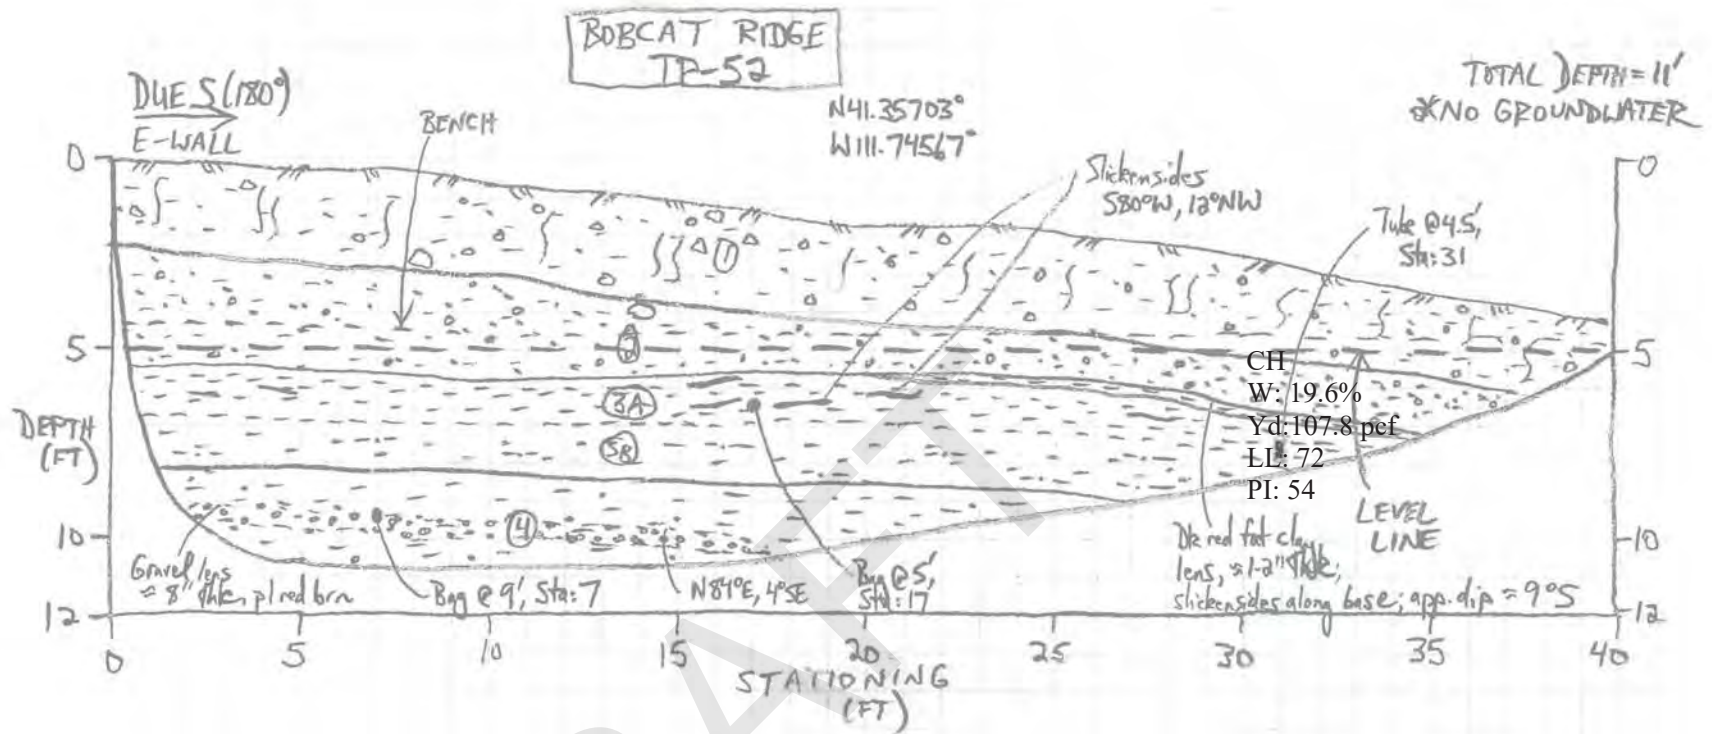 BOBCAT RIDGE
TP-52
DUE S (180°)
E-WALL
BENCH
N41.35703°
W111.74567°
TOTAL DEPTH = 11'
*NO GROUNDWATER
Slickensides
S80°W, 12°NW
Tube @ 4.5',
Sta: 31
0
5
10
12
DEPTH
(FT)
0
5
10
12
1
2
3A
3B
4
CH
W: 19.6%
Yd:107.8 pcf
LL: 72
PI: 54
LEVEL
LINE
Gravel lens
≈ 8" thk, pl red brn
Bag @ 9', Sta: 7
N84°E, 4°SE
Bag @ 5',
Sta: 17
Dk red fat clay
lens, ≈ 1-2" thk;
slickensides along base; app. dip ≈ 9°S
0 5 10 15 20 25 30 35 40
STATIONING
(FT)
DRAFT